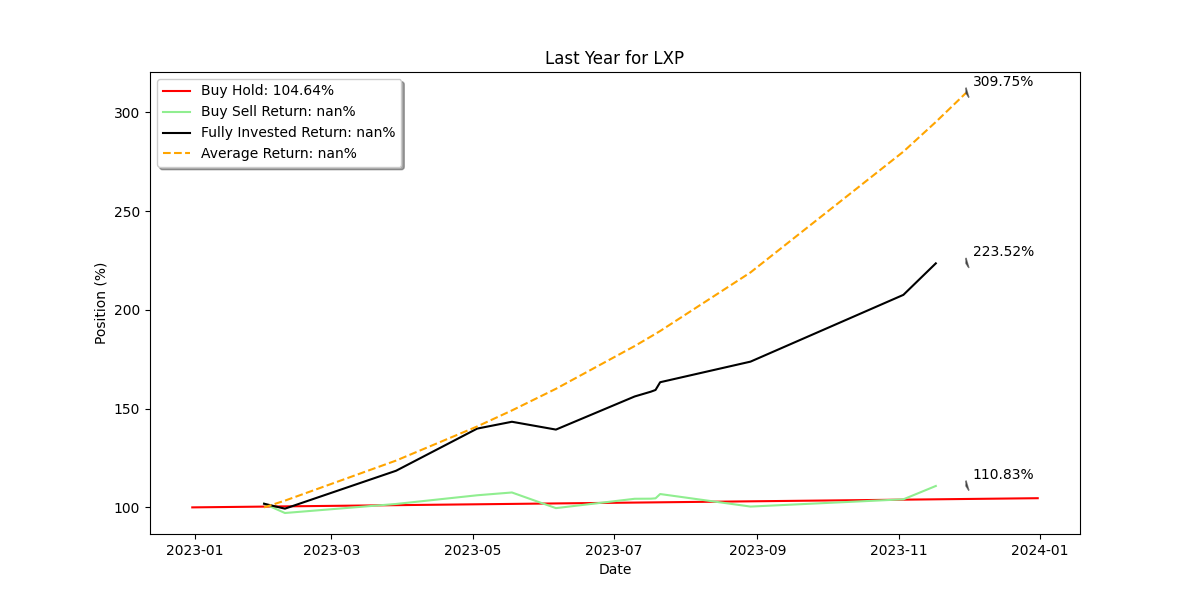 Last Year for LXP
Buy Hold: 104.64%
Buy Sell Return: nan%
Fully Invested Return: nan%
Average Return: nan%
309.75%
223.52%
110.83%
300
250
200
150
100
Position (%)
2023-01
2023-03
2023-05
2023-07
2023-09
2023-11
2024-01
Date